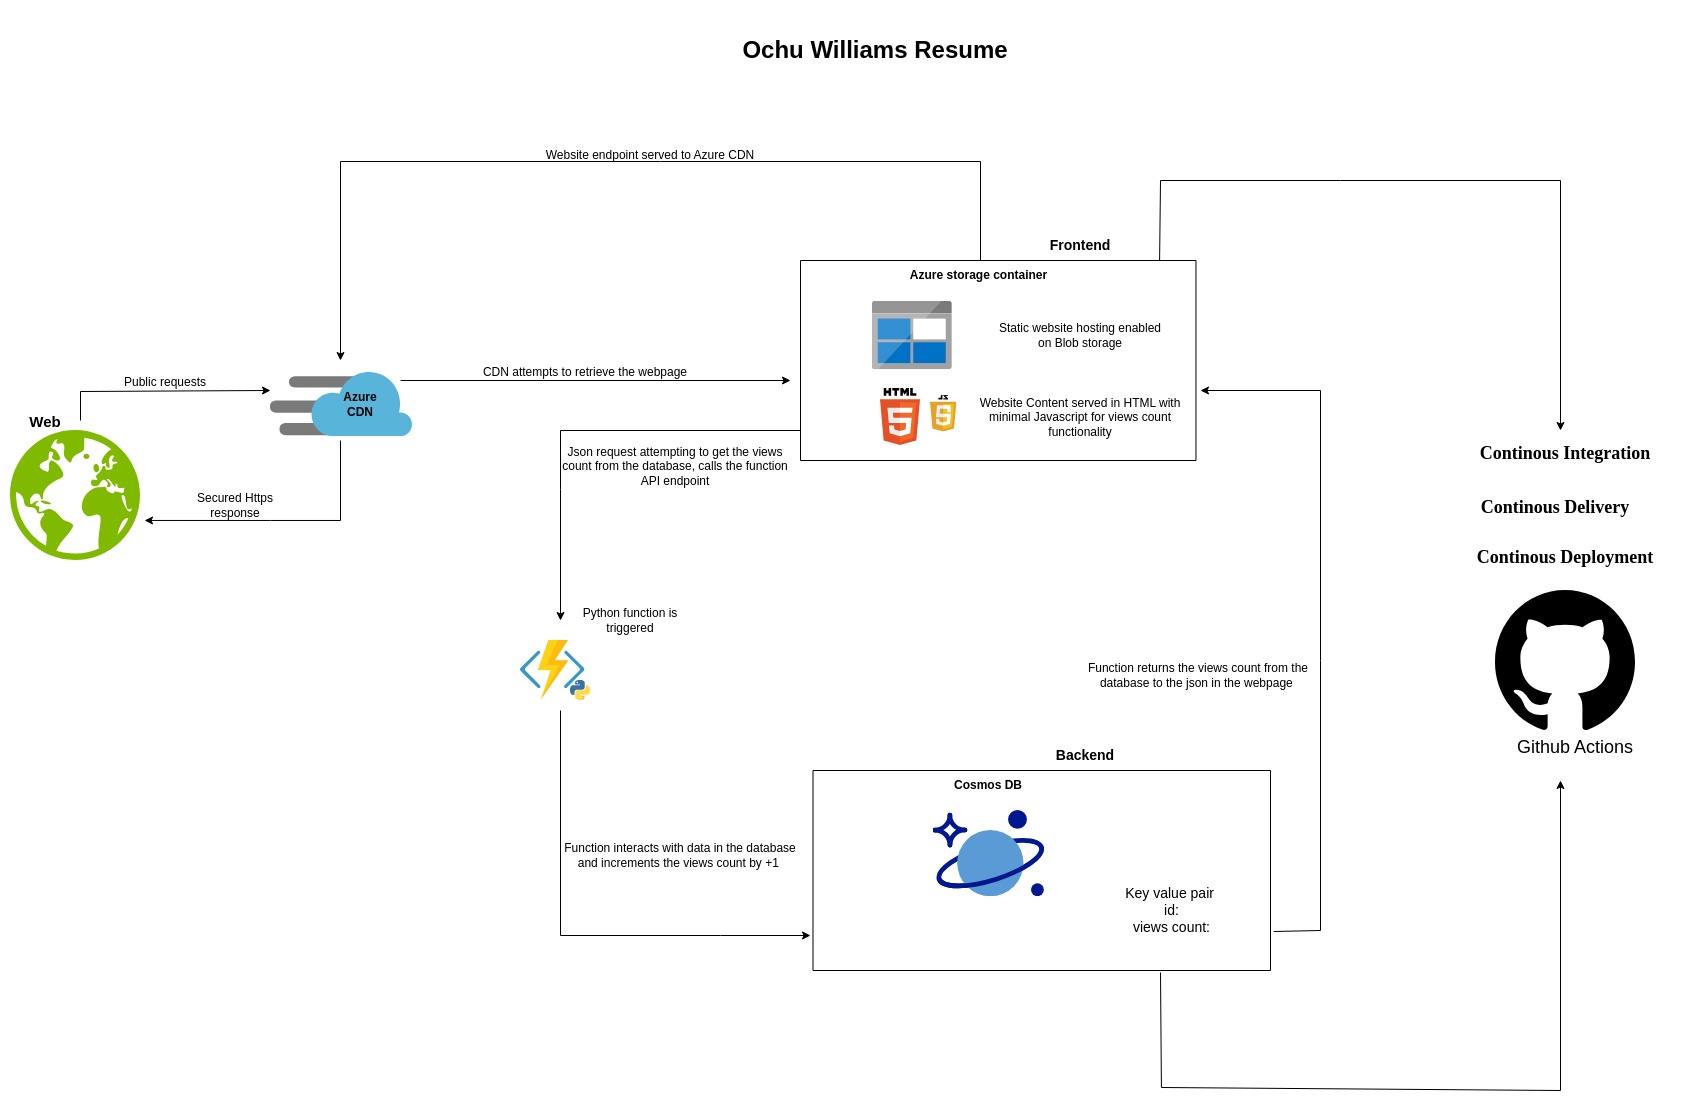 Ochu Williams Resume
Website endpoint served to Azure CDN
Frontend
Azure storage container
Static website hosting enabled
on Blob storage
HTML
5
JS
5
Website Content served in HTML with
minimal Javascript for views count
functionality
CDN attempts to retrieve the webpage
Public requests
Azure
CDN
Web
Secured Https
response
Json request attempting to get the views
count from the database, calls the function
API endpoint
Continous Integration
Continous Delivery
Continous Deployment
Github Actions
Python function is
triggered
Function returns the views count from the
database to the json in the webpage
Backend
Cosmos DB
Function interacts with data in the database
and increments the views count by +1
Key value pair
id:
views count: